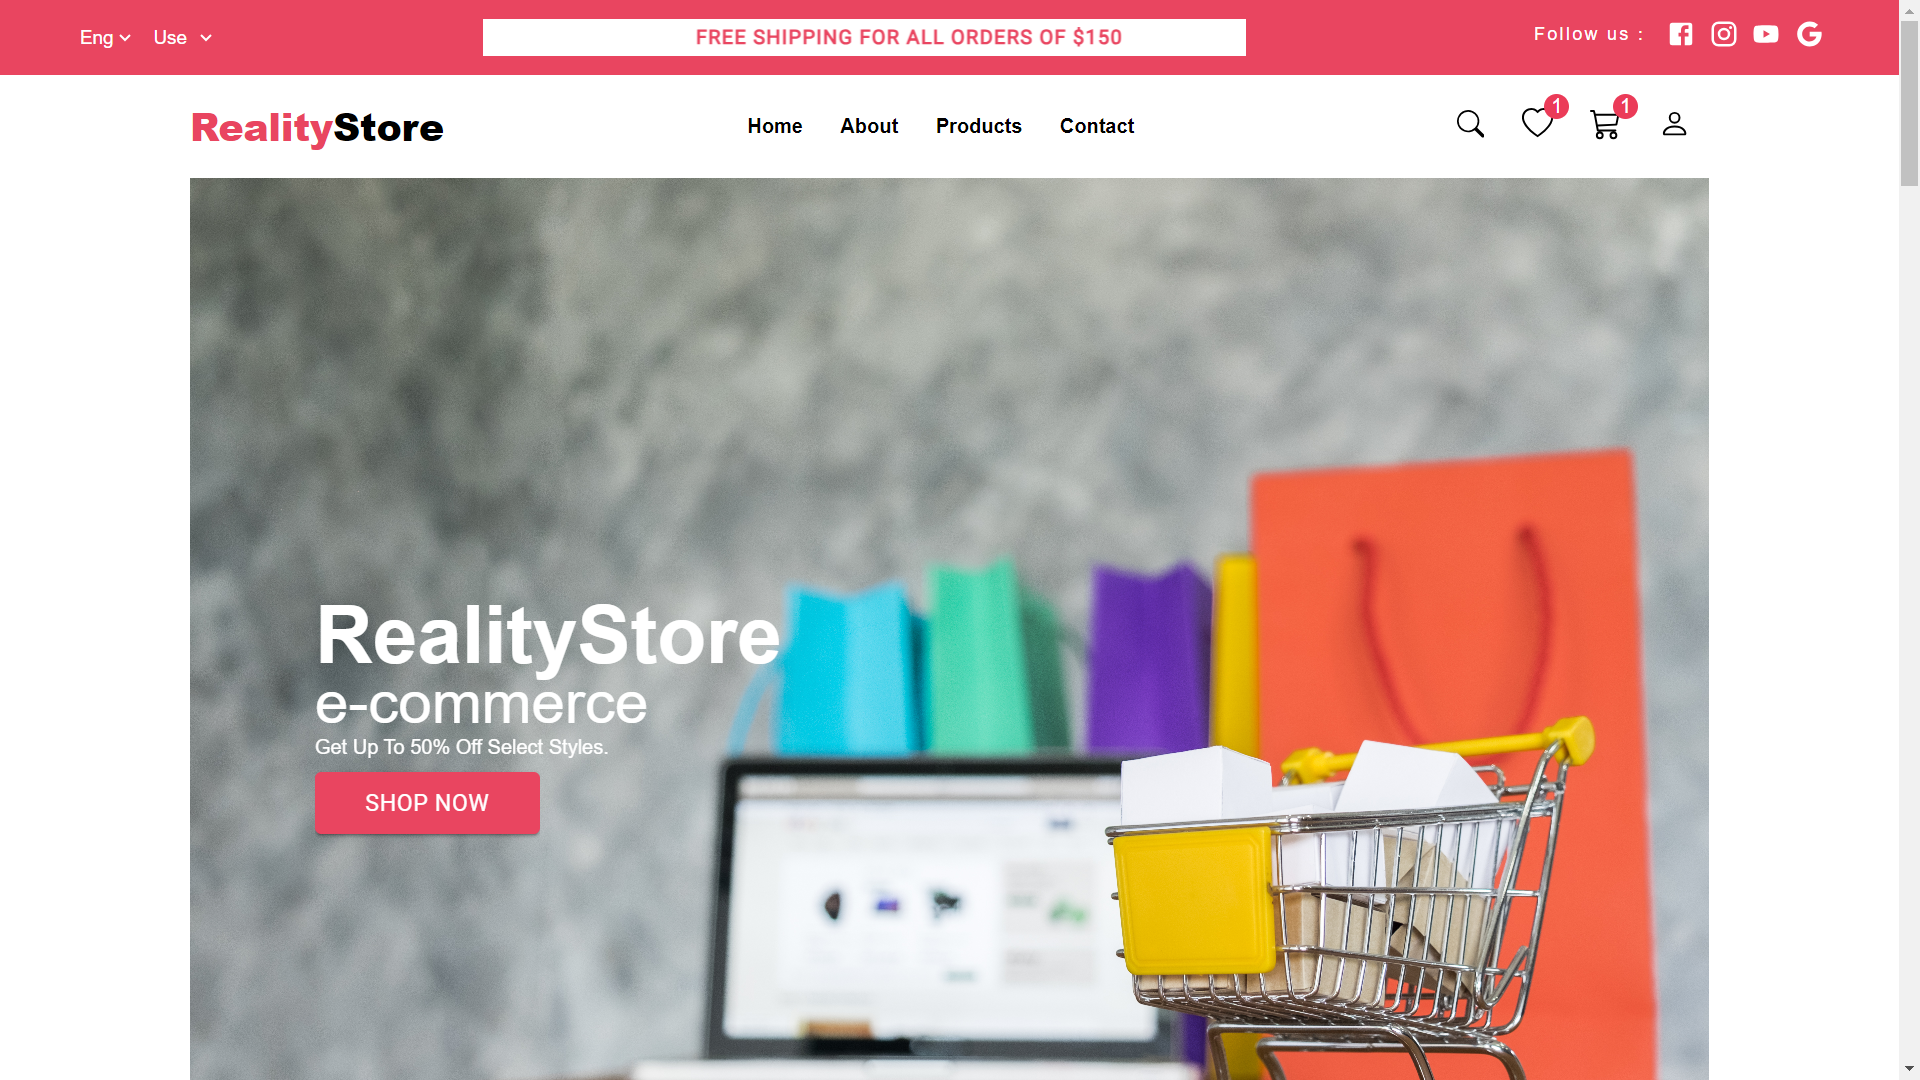 Eng
Use
FREE SHIPPING FOR ALL ORDERS OF $150
Follow us :
RealityStore
Home
About
Products
Contact
1
1
RealityStore
e-commerce
Get Up To 50% Off Select Styles.
SHOP NOW